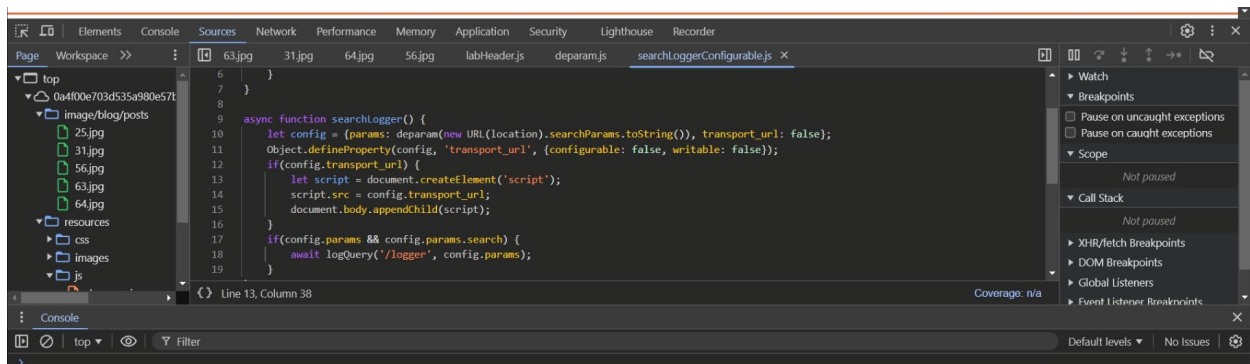 Elements Console Sources Network Performance Memory Application Security Lighthouse Recorder
Page Workspace >> 63.jpg 31.jpg 64.jpg 56.jpg labHeader.js deparam.js searchLoggerConfigurable.js ×
top
0a4f00e703d535a980e57b
image/blog/posts
25.jpg
31.jpg
56.jpg
63.jpg
64.jpg
resources
css
images
js
6 }
7 }
8
9 async function searchLogger() {
10 let config = {params: deparam(new URL(location).searchParams.toString()), transport_url: false};
11 Object.defineProperty(config, 'transport_url', {configurable: false, writable: false});
12 if(config.transport_url) {
13 let script = document.createElement('script');
14 script.src = config.transport_url;
15 document.body.appendChild(script);
16 }
17 if(config.params && config.params.search) {
18 await logQuery('/logger', config.params);
19 }
{} Line 13, Column 38 Coverage: n/a
Watch
Breakpoints
Pause on uncaught exceptions
Pause on caught exceptions
Scope
Not paused
Call Stack
Not paused
XHR/fetch Breakpoints
DOM Breakpoints
Global Listeners
Event Listener Breakpoints
Console ×
top Filter Default levels No Issues